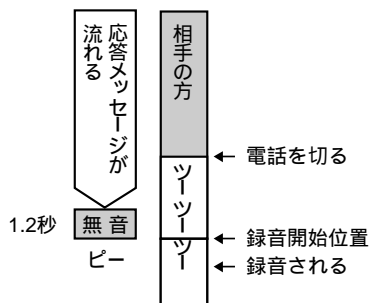 応答メッセージが
流れる
相手の方
電話を切る
ツーツーツー
1.2秒
無音
録音開始位置
ピー
録音される